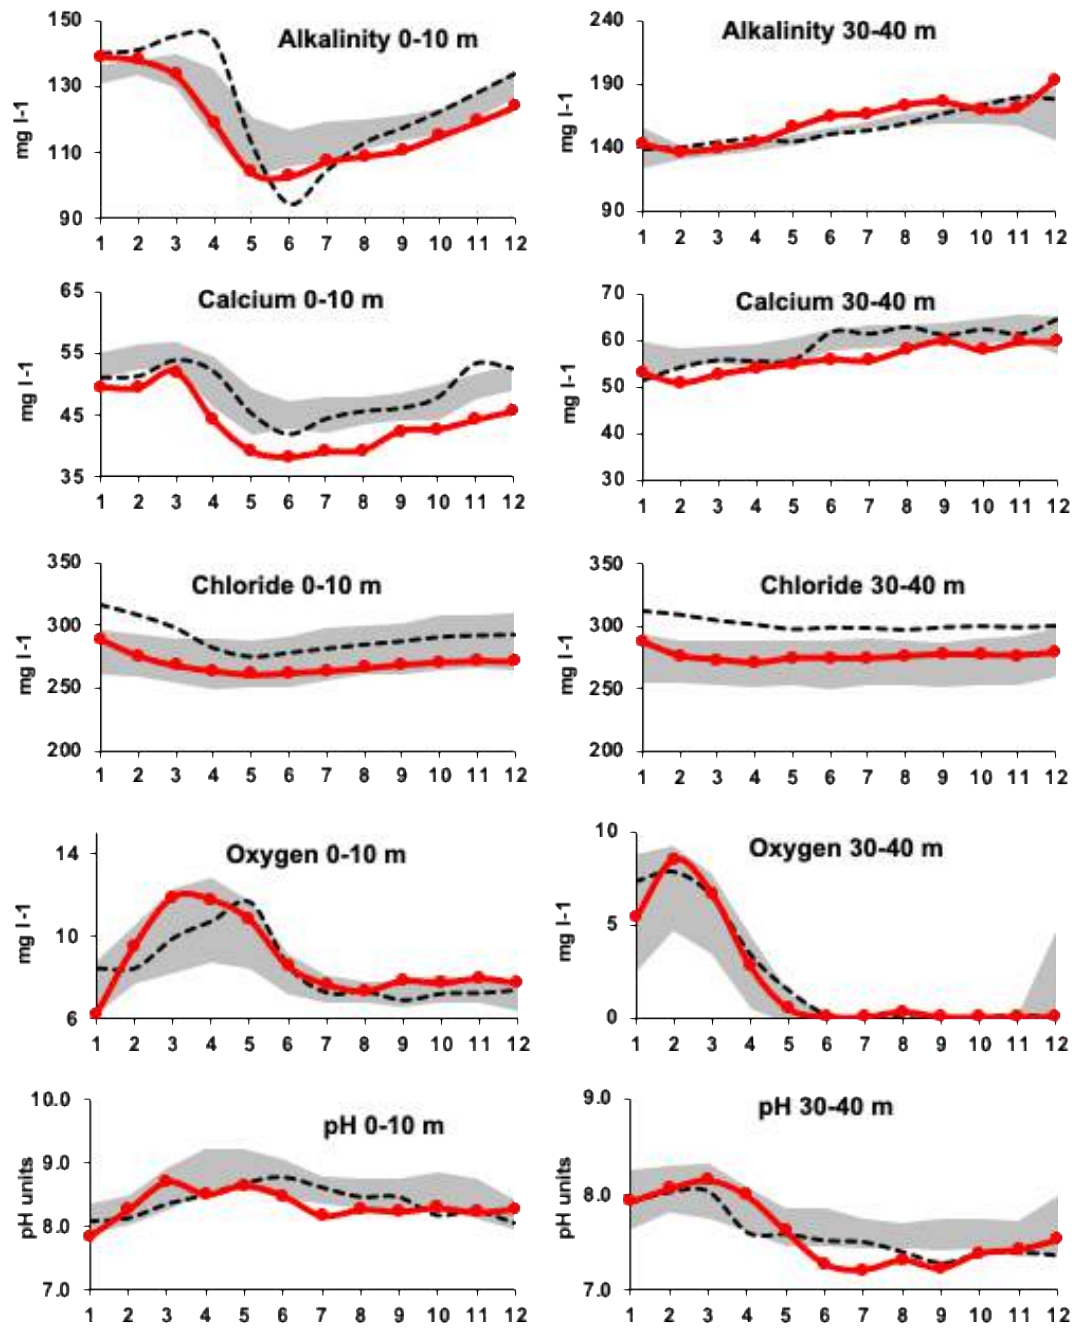 Alkalinity 0-10 m
150
130
110
90
mg l-1
1 2 3 4 5 6 7 8 9 10 11 12
Alkalinity 30-40 m
240
190
140
90
mg l-1
1 2 3 4 5 6 7 8 9 10 11 12
Calcium 0-10 m
65
55
45
35
mg l-1
1 2 3 4 5 6 7 8 9 10 11 12
Calcium 30-40 m
70
60
50
40
30
mg l-1
1 2 3 4 5 6 7 8 9 10 11 12
Chloride 0-10 m
350
300
250
200
mg l-1
1 2 3 4 5 6 7 8 9 10 11 12
Chloride 30-40 m
350
300
250
200
mg l-1
1 2 3 4 5 6 7 8 9 10 11 12
Oxygen 0-10 m
14
10
6
mg l-1
1 2 3 4 5 6 7 8 9 10 11 12
Oxygen 30-40 m
10
5
0
mg l-1
1 2 3 4 5 6 7 8 9 10 11 12
pH 0-10 m
10.0
9.0
8.0
7.0
pH units
1 2 3 4 5 6 7 8 9 10 11 12
pH 30-40 m
9.0
8.0
7.0
pH units
1 2 3 4 5 6 7 8 9 10 11 12